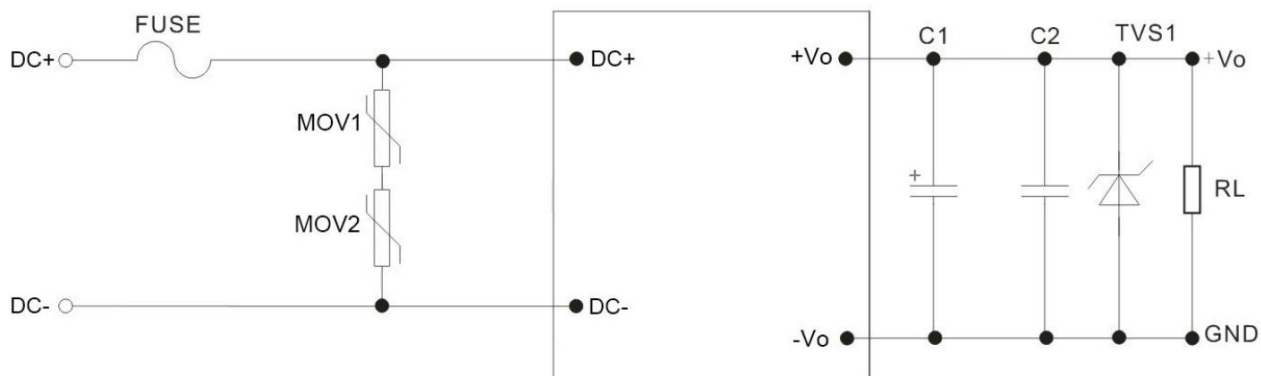 FUSE
C1
C2
TVS1
DC+
DC+
+Vo
+Vo
MOV1
+
RL
MOV2
DC-
DC-
-Vo
GND